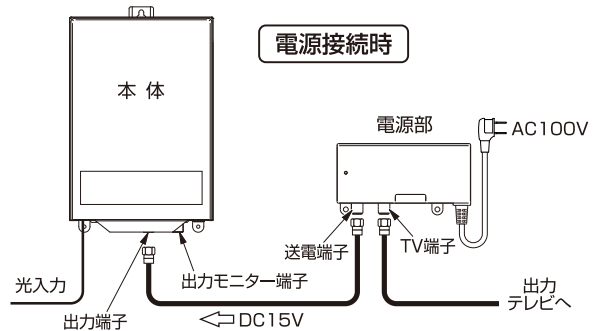 電源接続時
本体
電源部
AC100V
送電端子
TV端子
光入力
出力モニター端子
出力端子
DC15V
出力
テレビへ